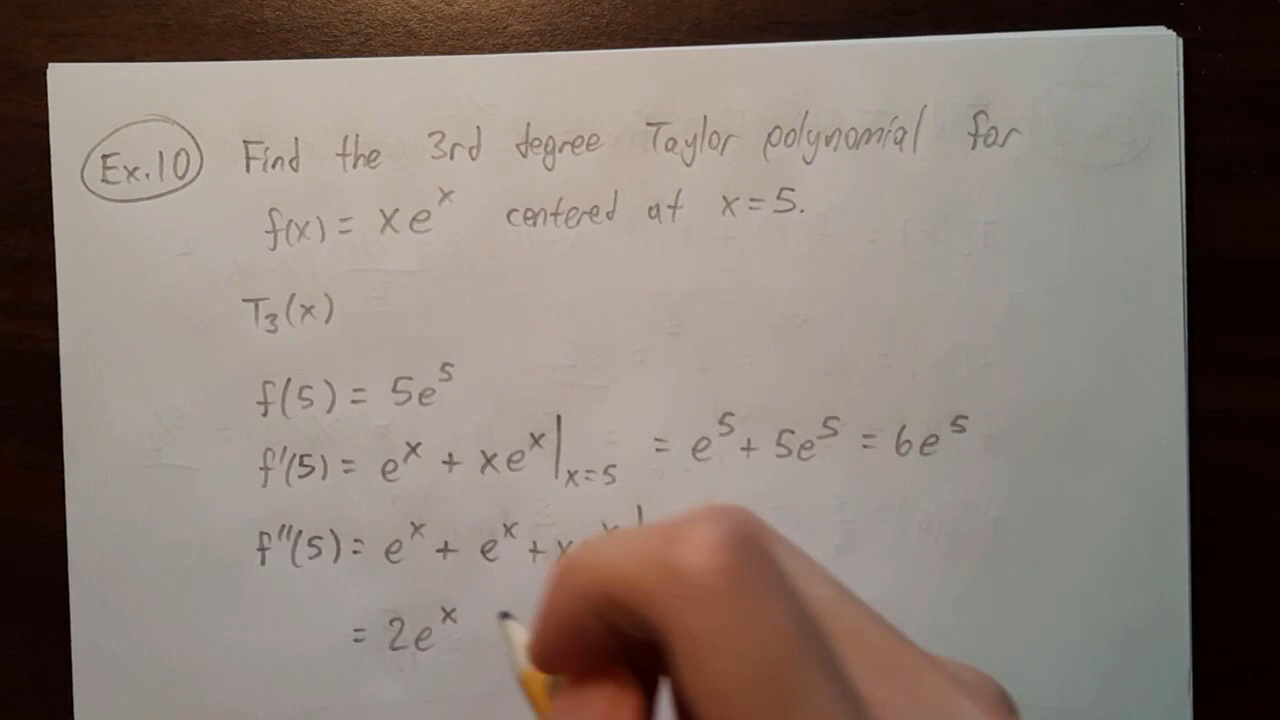 Ex.10 Find the 3rd degree Taylor polynomial for
f(x) = xe^x centered at x=5.
T₃(x)
f(5) = 5e^5
f'(5) = e^x + xe^x|ₓ₌₅ = e^5 + 5e^5 = 6e^5
f''(5) = e^x + e^x + x
= 2e^x